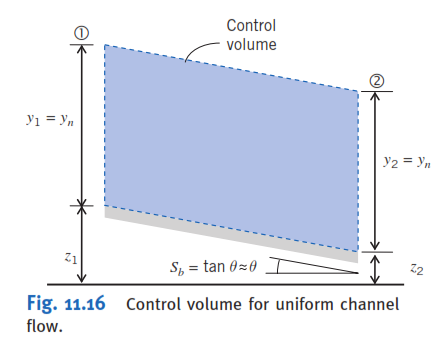 ①
Control
volume
②
y₁ = yₙ
y₂ = yₙ
z₁
S_b = tan θ ≈ θ
z₂
Fig. 11.16 Control volume for uniform channel
flow.